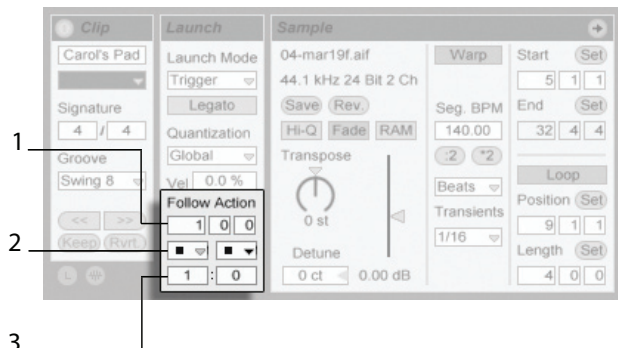 Clip
Carol's Pad
Signature
4 / 4
Groove
Swing 8
<< >>
Keep Rvrt.
L
Launch
Launch Mode
Trigger
Legato
Quantization
Global
Vel 0.0 %
Follow Action
1 0 0
1 : 0
Sample
04-mar19f.aif
44.1 kHz 24 Bit 2 Ch
Save Rev.
Hi-Q Fade RAM
Transpose
0 st
Detune
0 ct 0.00 dB
Warp
Seg. BPM
140.00
:2 *2
Beats
Transients
1/16
Start Set
5 1 1
End Set
32 4 4
Loop
Position Set
9 1 1
Length Set
4 0 0
1
2
3